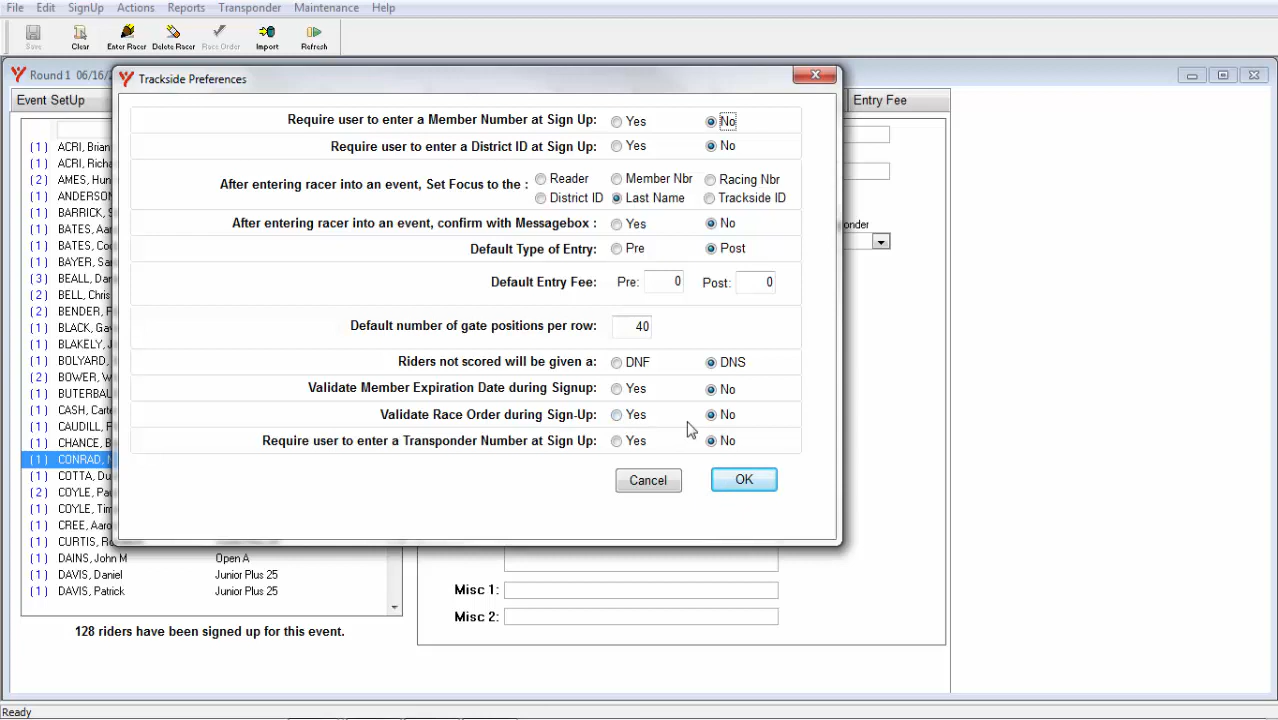 File Edit SignUp Actions Reports Transponder Maintenance Help
Save Clear Enter Racer Delete Racer Race Order Import Refresh
Round 1 06/16/2
Trackside Preferences
Event SetUp
Entry Fee
Require user to enter a Member Number at Sign Up: Yes No
Require user to enter a District ID at Sign Up: Yes No
After entering racer into an event, Set Focus to the : Reader Member Nbr Racing Nbr
District ID Last Name Trackside ID
After entering racer into an event, confirm with Messagebox : Yes No
Default Type of Entry: Pre Post
Default Entry Fee: Pre: 0 Post: 0
Default number of gate positions per row: 40
Riders not scored will be given a: DNF DNS
Validate Member Expiration Date during Signup: Yes No
Validate Race Order during Sign-Up: Yes No
Require user to enter a Transponder Number at Sign Up: Yes No
Cancel OK
(1) ACRI, Brian
(1) ACRI, Richa
(2) AMES, Hun
(1) ANDERSON
(1) BARRICK, S
(1) BATES, Aa
(1) BATES, Co
(1) BAYER, Sa
(3) BEALL, Da
(2) BELL, Chris
(2) BENDER, F
(1) BLACK, Ga
(1) BLAKELY, J
(1) BOLYARD,
(2) BOWER, W
(1) BUTERBAL
(1) CASH, Carte
(1) CAUDILL, F
(1) CHANCE, B
(1) CONRAD, M
(1) COTTA, Du
(2) COYLE, Pau
(1) COYLE, Tim
(1) CREE, Aaro
(1) CURTIS,
(1) DAINS, John M Open A
(1) DAVIS, Daniel Junior Plus 25
(1) DAVIS, Patrick Junior Plus 25
128 riders have been signed up for this event.
onder
Misc 1:
Misc 2:
Ready